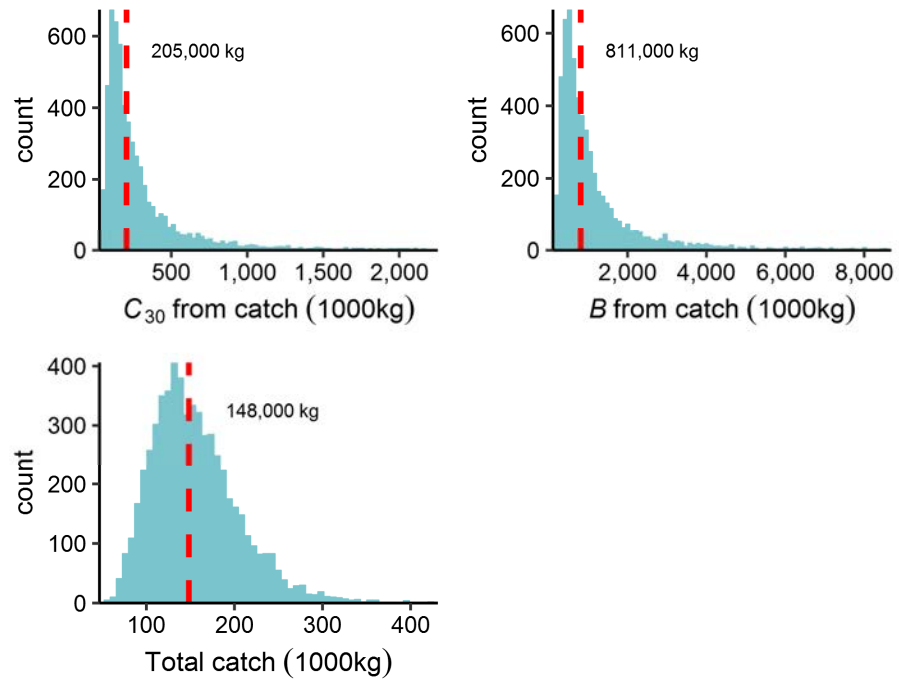 600
400
200
0
count
205,000 kg
500 1,000 1,500 2,000
C30 from catch (1000kg)
600
400
200
0
count
811,000 kg
2,000 4,000 6,000 8,000
B from catch (1000kg)
400
300
200
100
0
count
148,000 kg
100 200 300 400
Total catch (1000kg)